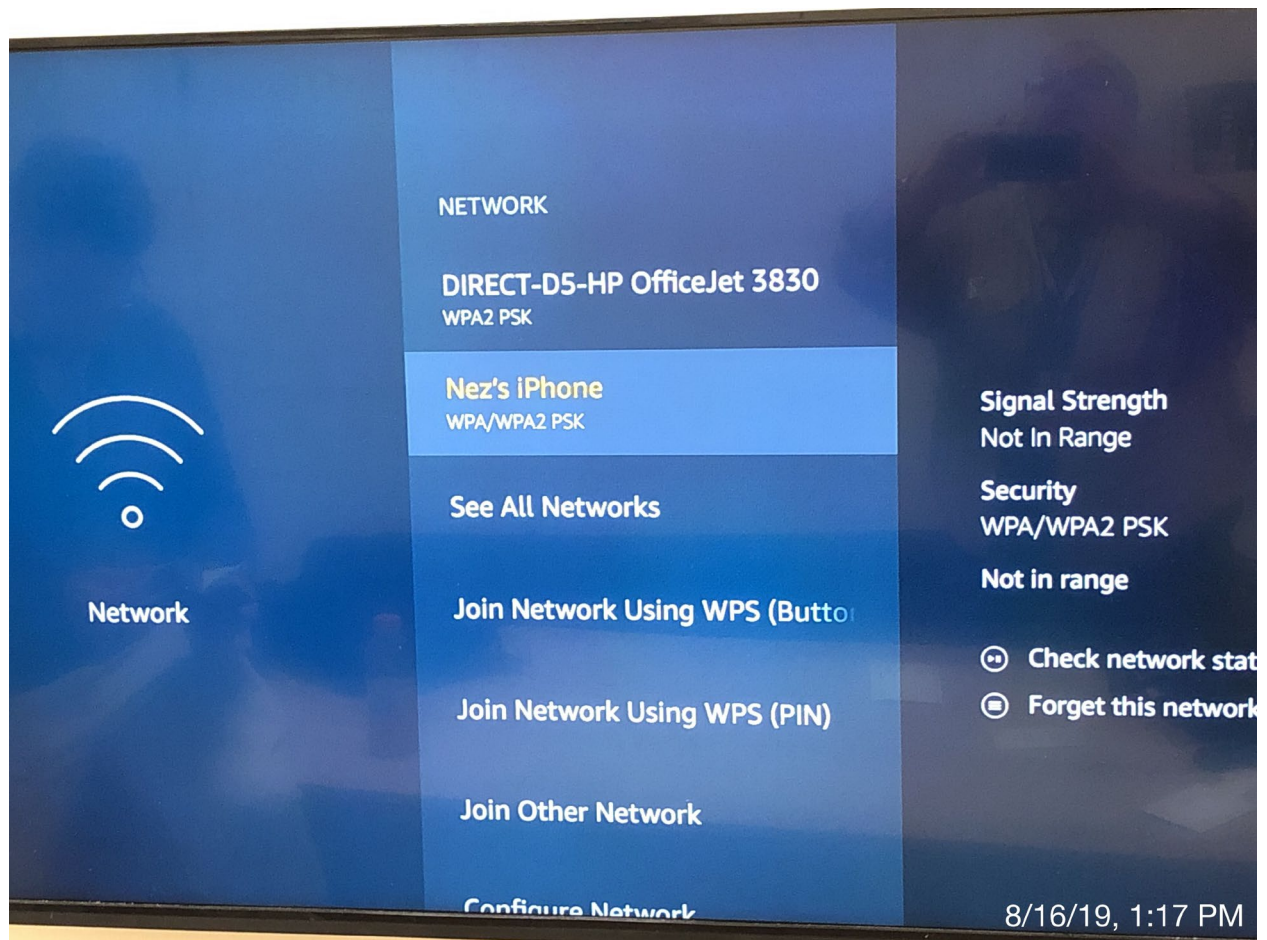 NETWORK
DIRECT-D5-HP OfficeJet 3830
WPA2 PSK
Nez's iPhone
WPA/WPA2 PSK
See All Networks
Join Network Using WPS (Butto
Join Network Using WPS (PIN)
Join Other Network
Configure Network
Network
Signal Strength
Not In Range
Security
WPA/WPA2 PSK
Not in range
Check network stat
Forget this network
8/16/19, 1:17 PM